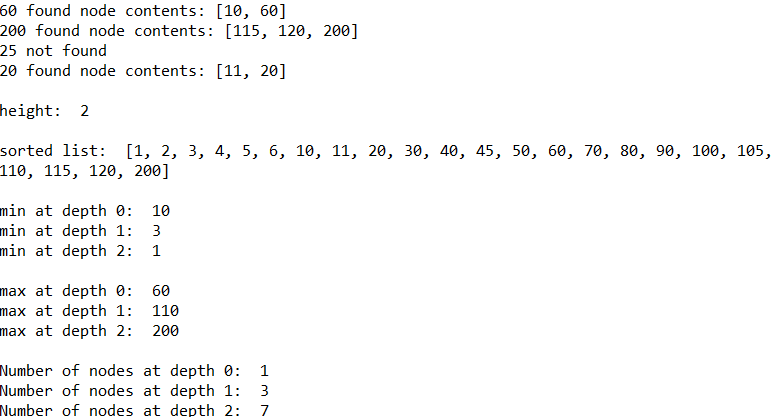 60 found node contents: [10, 60]
200 found node contents: [115, 120, 200]
25 not found
20 found node contents: [11, 20]
height:  2
sorted list:  [1, 2, 3, 4, 5, 6, 10, 11, 20, 30, 40, 45, 50, 60, 70, 80, 90, 100, 105,
110, 115, 120, 200]
min at depth 0:  10
min at depth 1:  3
min at depth 2:  1
max at depth 0:  60
max at depth 1:  110
max at depth 2:  200
Number of nodes at depth 0:  1
Number of nodes at depth 1:  3
Number of nodes at depth 2:  7